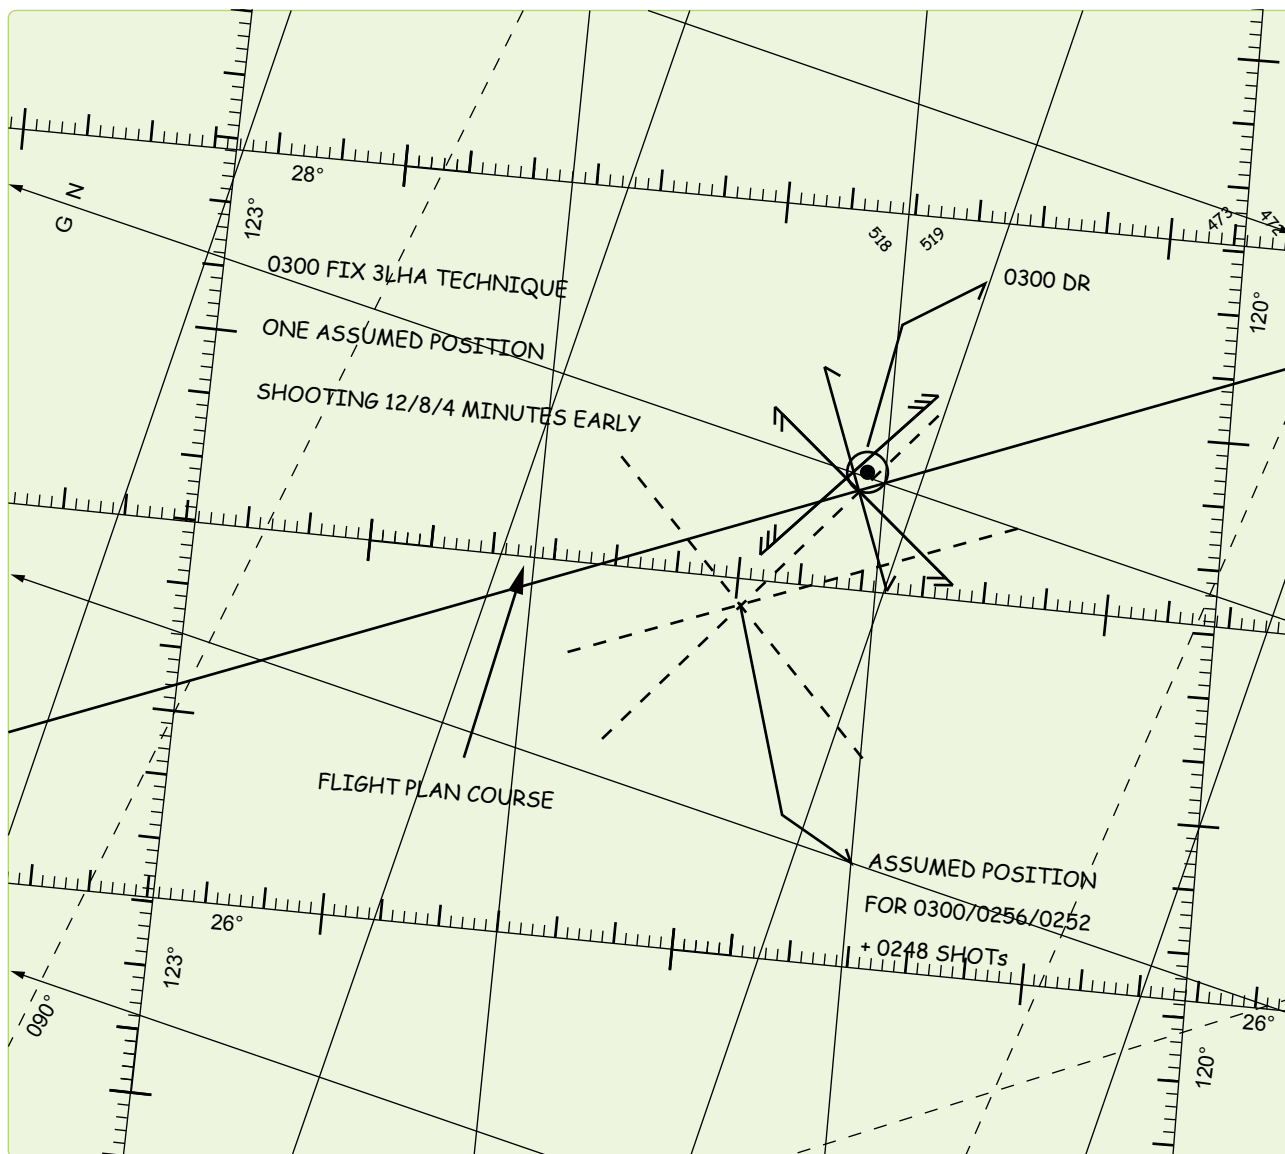 28°
123°
G N
518
519
473
472
0300 DR
120°
0300 FIX 3LHA TECHNIQUE
ONE ASSUMED POSITION
SHOOTING 12/8/4 MINUTES EARLY
FLIGHT PLAN COURSE
ASSUMED POSITION
FOR 0300/0256/0252
+ 0248 SHOTs
26°
123°
090°
26°
120°